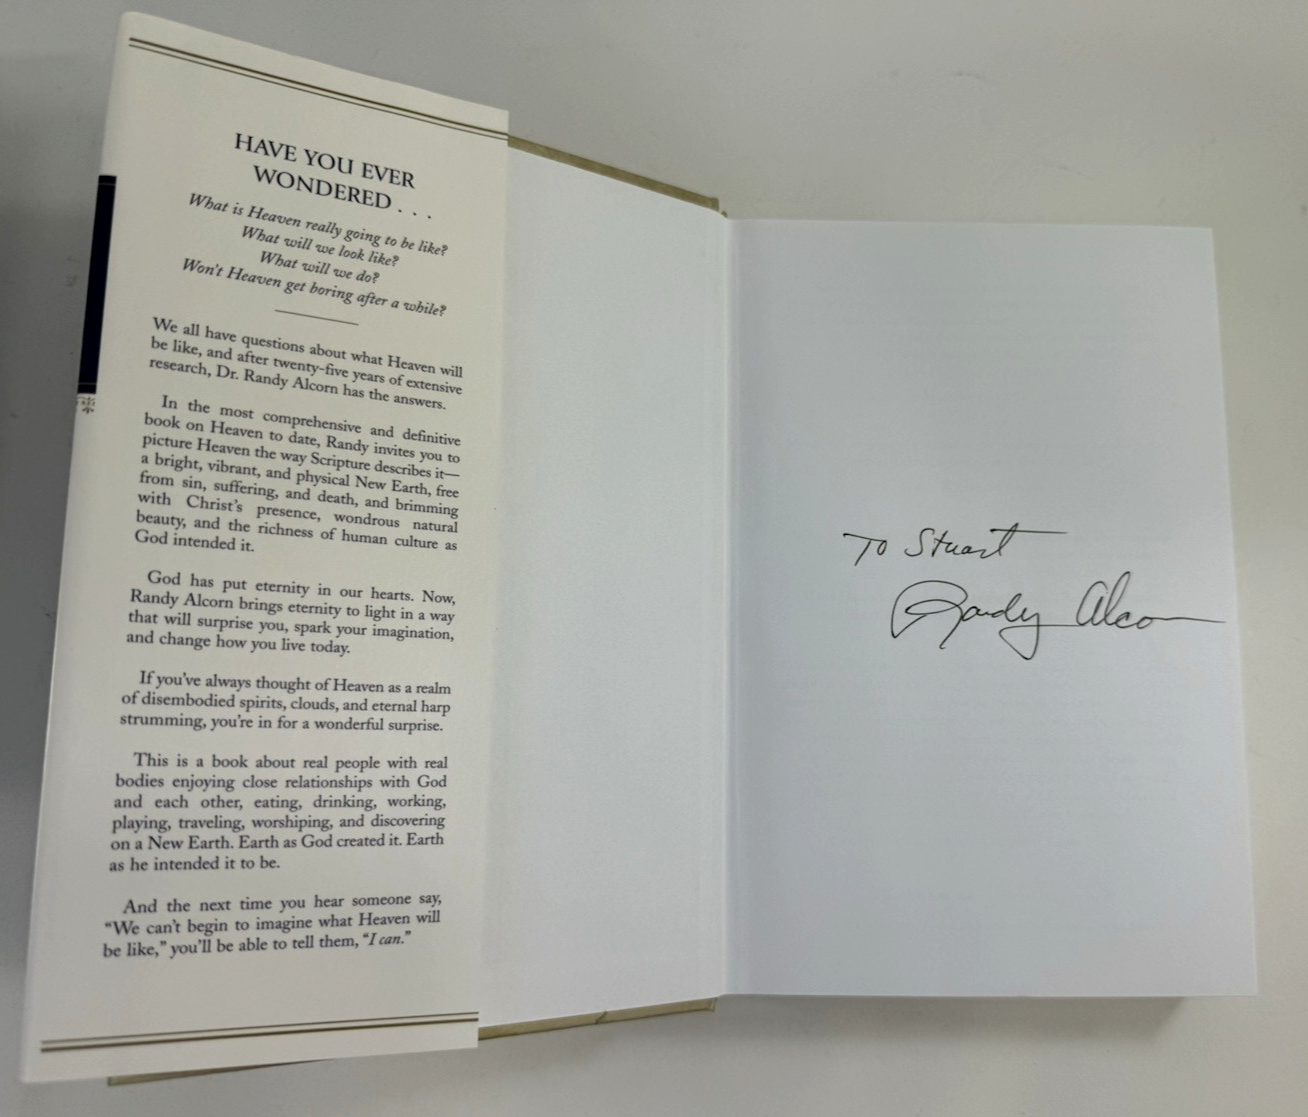 HAVE YOU EVER
WONDERED . . .
What is Heaven really going to be like?
What will we look like?
What will we do?
Won't Heaven get boring after a while?
We all have questions about what Heaven will
be like, and after twenty-five years of extensive
research, Dr. Randy Alcorn has the answers.
In the most comprehensive and definitive
book on Heaven to date, Randy invites you to
picture Heaven the way Scripture describes it—
a bright, vibrant, and physical New Earth, free
from sin, suffering, and death, and brimming
with Christ's presence, wondrous natural
beauty, and the richness of human culture as
God intended it.
God has put eternity in our hearts. Now,
Randy Alcorn brings eternity to light in a way
that will surprise you, spark your imagination,
and change how you live today.
If you've always thought of Heaven as a realm
of disembodied spirits, clouds, and eternal harp
strumming, you're in for a wonderful surprise.
This is a book about real people with real
bodies enjoying close relationships with God
and each other, eating, drinking, working,
playing, traveling, worshiping, and discovering
on a New Earth. Earth as God created it. Earth
as he intended it to be.
And the next time you hear someone say,
“We can't begin to imagine what Heaven will
be like,” you'll be able to tell them, “I can.”
To Stuart
Randy Alcorn